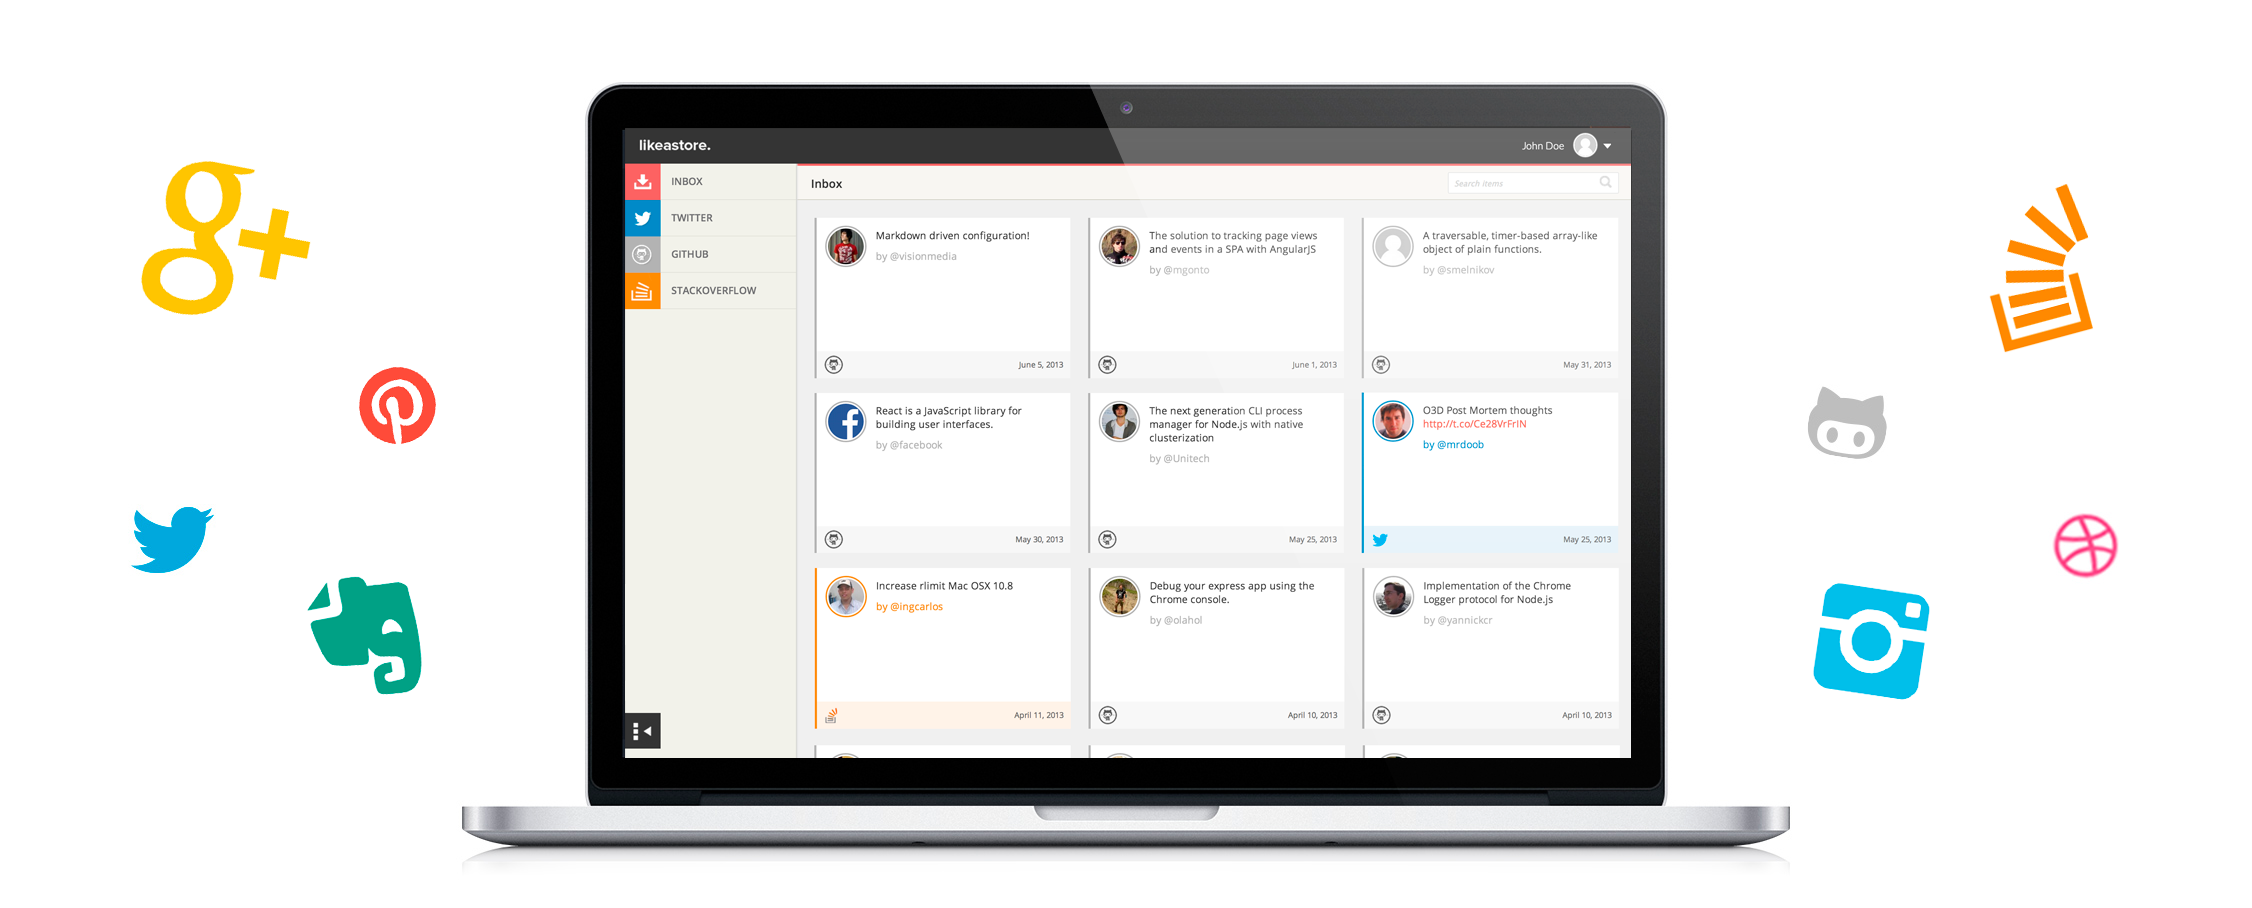 likeastore.
John Doe
INBOX
TWITTER
GITHUB
STACKOVERFLOW
Inbox
Search items
Markdown driven configuration!
by @visionmedia
June 5, 2013
The solution to tracking page views
and events in a SPA with AngularJS
by @mgonto
June 1, 2013
A traversable, timer-based array-like
object of plain functions.
by @smelnikov
May 31, 2013
React is a JavaScript library for
building user interfaces.
by @facebook
May 30, 2013
The next generation CLI process
manager for Node.js with native
clusterization
by @Unitech
May 25, 2013
O3D Post Mortem thoughts
http://t.co/Ce28VrFrIN
by @mrdoob
May 25, 2013
Increase rlimit Mac OSX 10.8
by @ingcarlos
April 11, 2013
Debug your express app using the
Chrome console.
by @olahol
April 10, 2013
Implementation of the Chrome
Logger protocol for Node.js
by @yannickcr
April 10, 2013